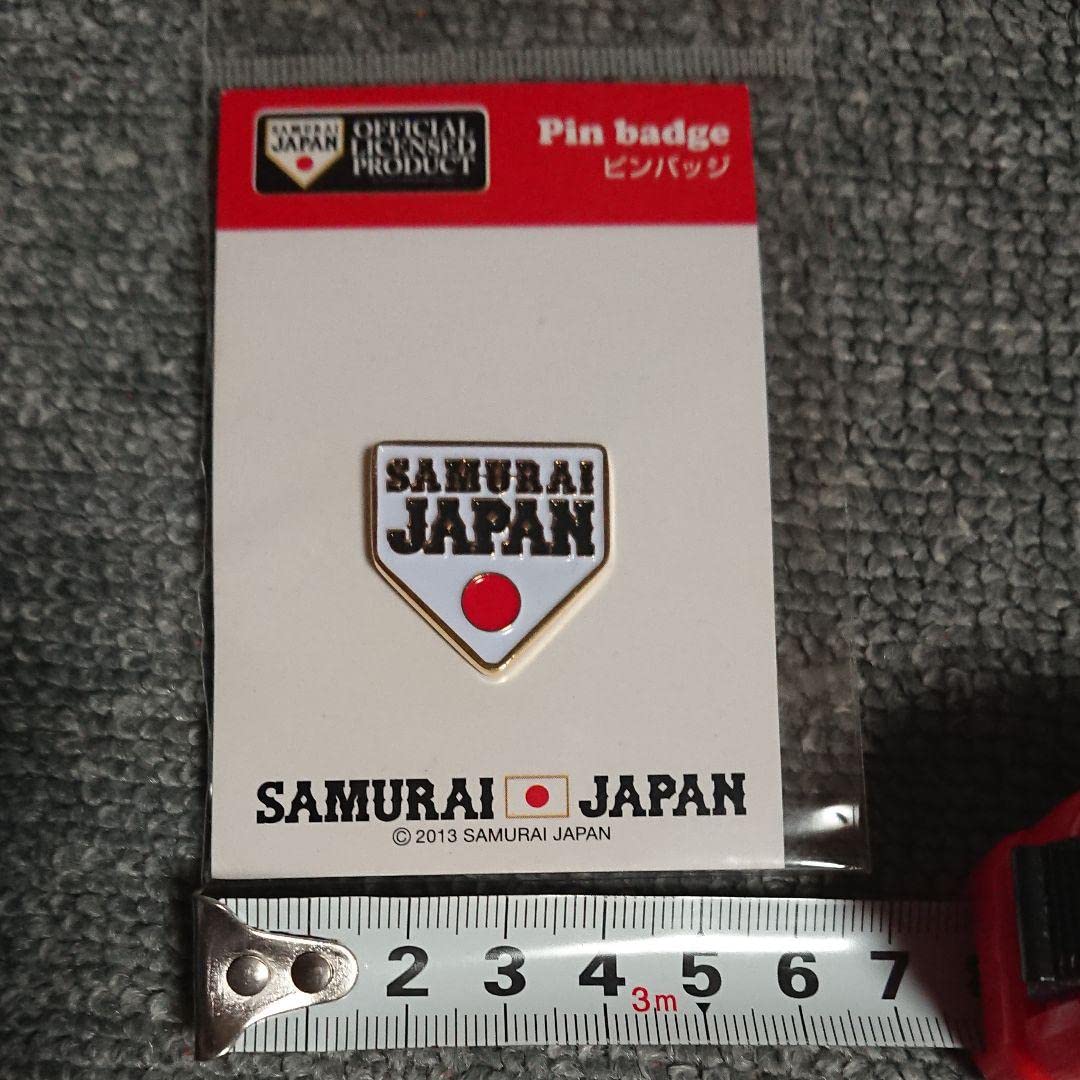 SAMURAI
JAPAN
OFFICIAL
LICENSED
PRODUCT
Pin badge
ピンバッジ
SAMURAI
JAPAN
SAMURAI JAPAN
© 2013 SAMURAI JAPAN
2 3 4 5 6 7
3m